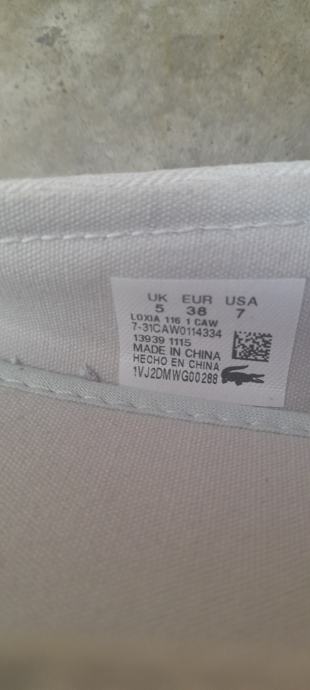 UK EUR USA
5 38 7
LOXIA 116 1 CAW
7-31CAW0114334
13939 1115
MADE IN CHINA
HECHO EN CHINA
1VJ2DMWG00288